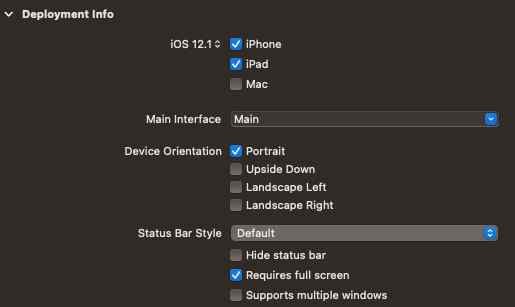 Deployment Info
iOS 12.1 iPhone
iPad
Mac
Main Interface Main
Device Orientation Portrait
Upside Down
Landscape Left
Landscape Right
Status Bar Style Default
Hide status bar
Requires full screen
Supports multiple windows